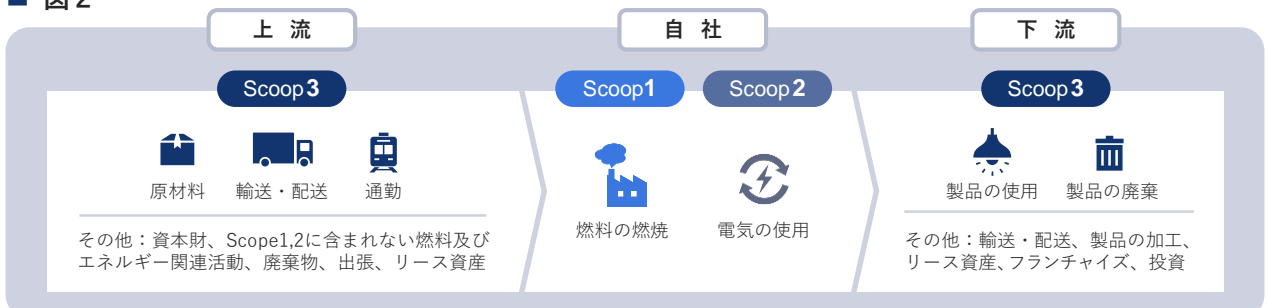 ■ 図2
上 流
自 社
下 流
Scoop3
Scoop1
Scoop2
Scoop3
原材料
輸送・配送
通勤
燃料の燃焼
電気の使用
製品の使用
製品の廃棄
その他：資本財、Scope1,2に含まれない燃料及び
エネルギー関連活動、廃棄物、出張、リース資産
その他：輸送・配送、製品の加工、
リース資産、フランチャイズ、投資